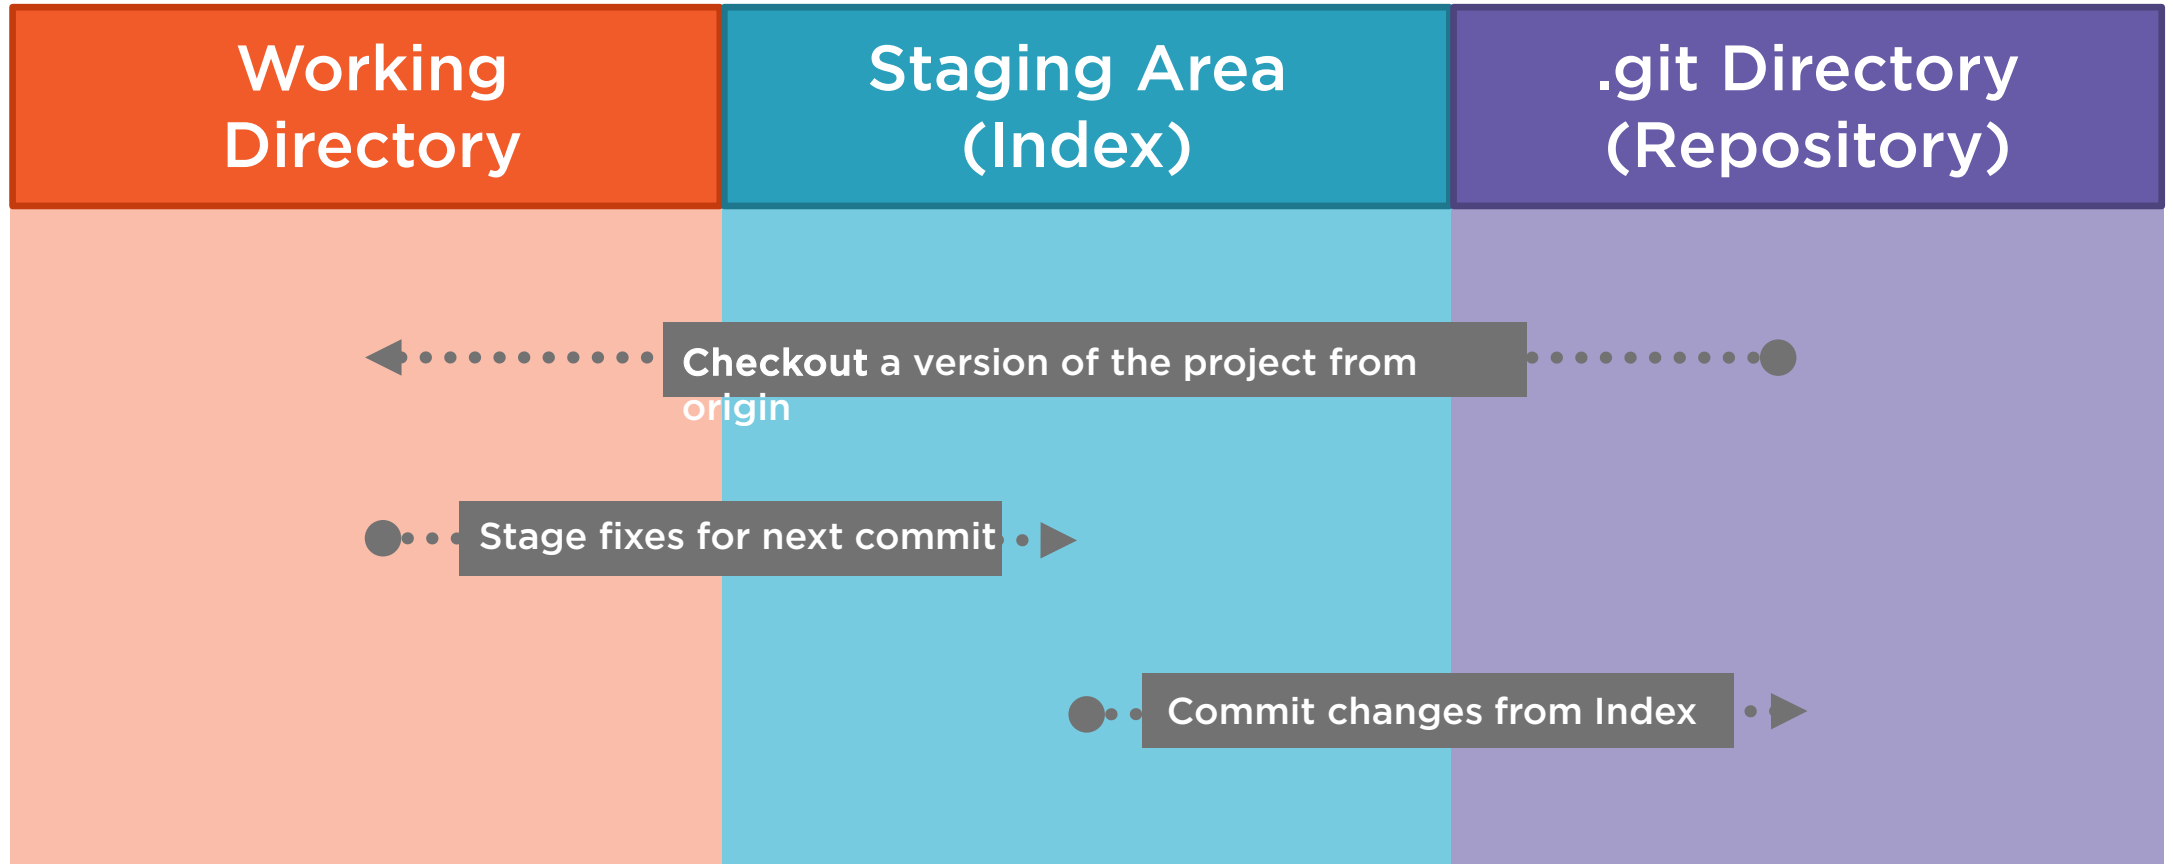 Working
Directory
Staging Area
(Index)
.git Directory
(Repository)
Checkout a version of the project from
origin
Stage fixes for next commit
Commit changes from Index